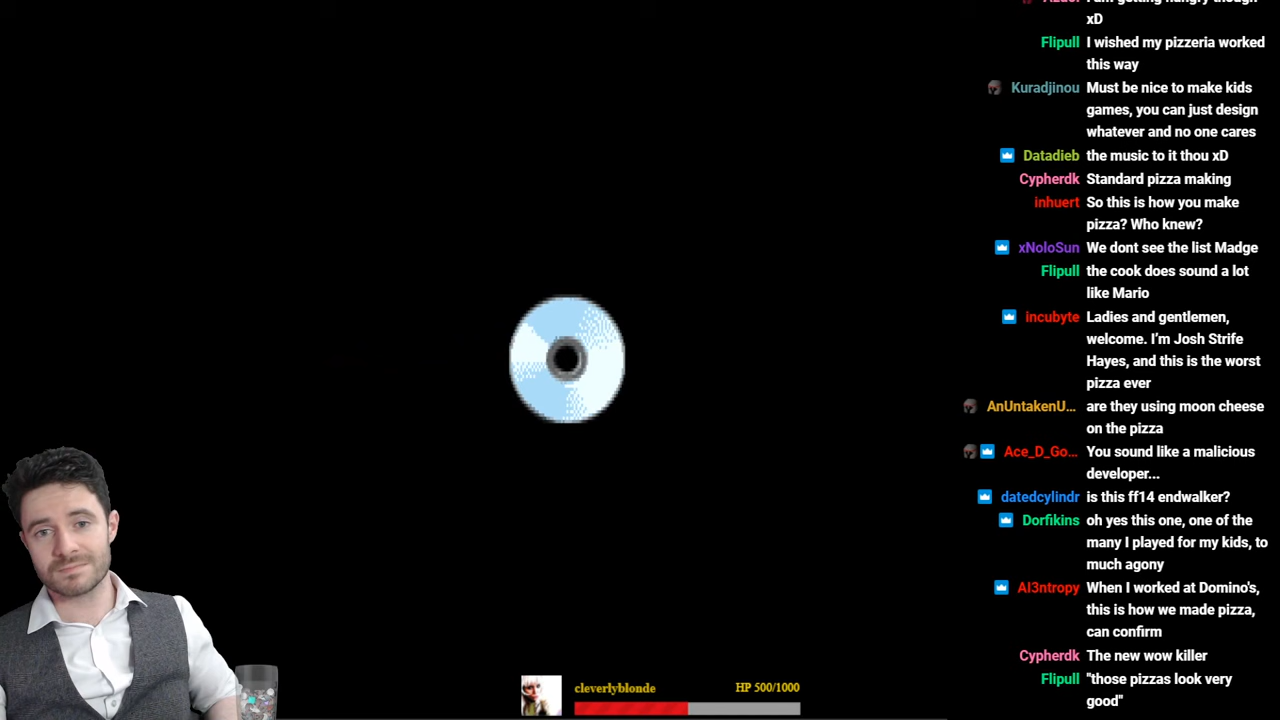 I am getting hungry though
xD
Flipull I wished my pizzeria worked
this way
Kuradjinou Must be nice to make kids
games, you can just design
whatever and no one cares
Datadieb the music to it thou xD
Cypherdk Standard pizza making
inhuert So this is how you make
pizza? Who knew?
xNoloSun We dont see the list Madge
Flipull the cook does sound a lot
like Mario
incubyte Ladies and gentlemen,
welcome. I'm Josh Strife
Hayes, and this is the worst
pizza ever
AnUntakenU... are they using moon cheese
on the pizza
Ace_D_Go... You sound like a malicious
developer...
datedcylindr is this ff14 endwalker?
Dorfikins oh yes this one, one of the
many I played for my kids, to
much agony
Al3ntropy When I worked at Domino's,
this is how we made pizza,
can confirm
Cypherdk The new wow killer
Flipull "those pizzas look very
good"
cleverlyblonde HP 500/1000